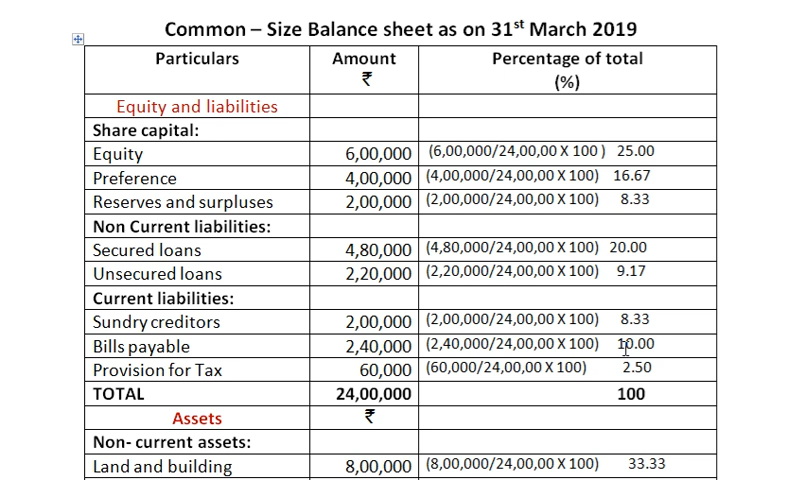 Common – Size Balance sheet as on 31st March 2019
Particulars Amount ₹ Percentage of total (%)
Equity and liabilities
Share capital:
Equity 6,00,000 (6,00,000/24,00,00 X 100 ) 25.00
Preference 4,00,000 (4,00,000/24,00,00 X 100) 16.67
Reserves and surpluses 2,00,000 (2,00,000/24,00,00 X 100) 8.33
Non Current liabilities:
Secured loans 4,80,000 (4,80,000/24,00,00 X 100) 20.00
Unsecured loans 2,20,000 (2,20,000/24,00,00 X 100) 9.17
Current liabilities:
Sundry creditors 2,00,000 (2,00,000/24,00,00 X 100) 8.33
Bills payable 2,40,000 (2,40,000/24,00,00 X 100) 10.00
Provision for Tax 60,000 (60,000/24,00,00 X 100) 2.50
TOTAL 24,00,000 100
Assets ₹
Non- current assets:
Land and building 8,00,000 (8,00,000/24,00,00 X 100) 33.33